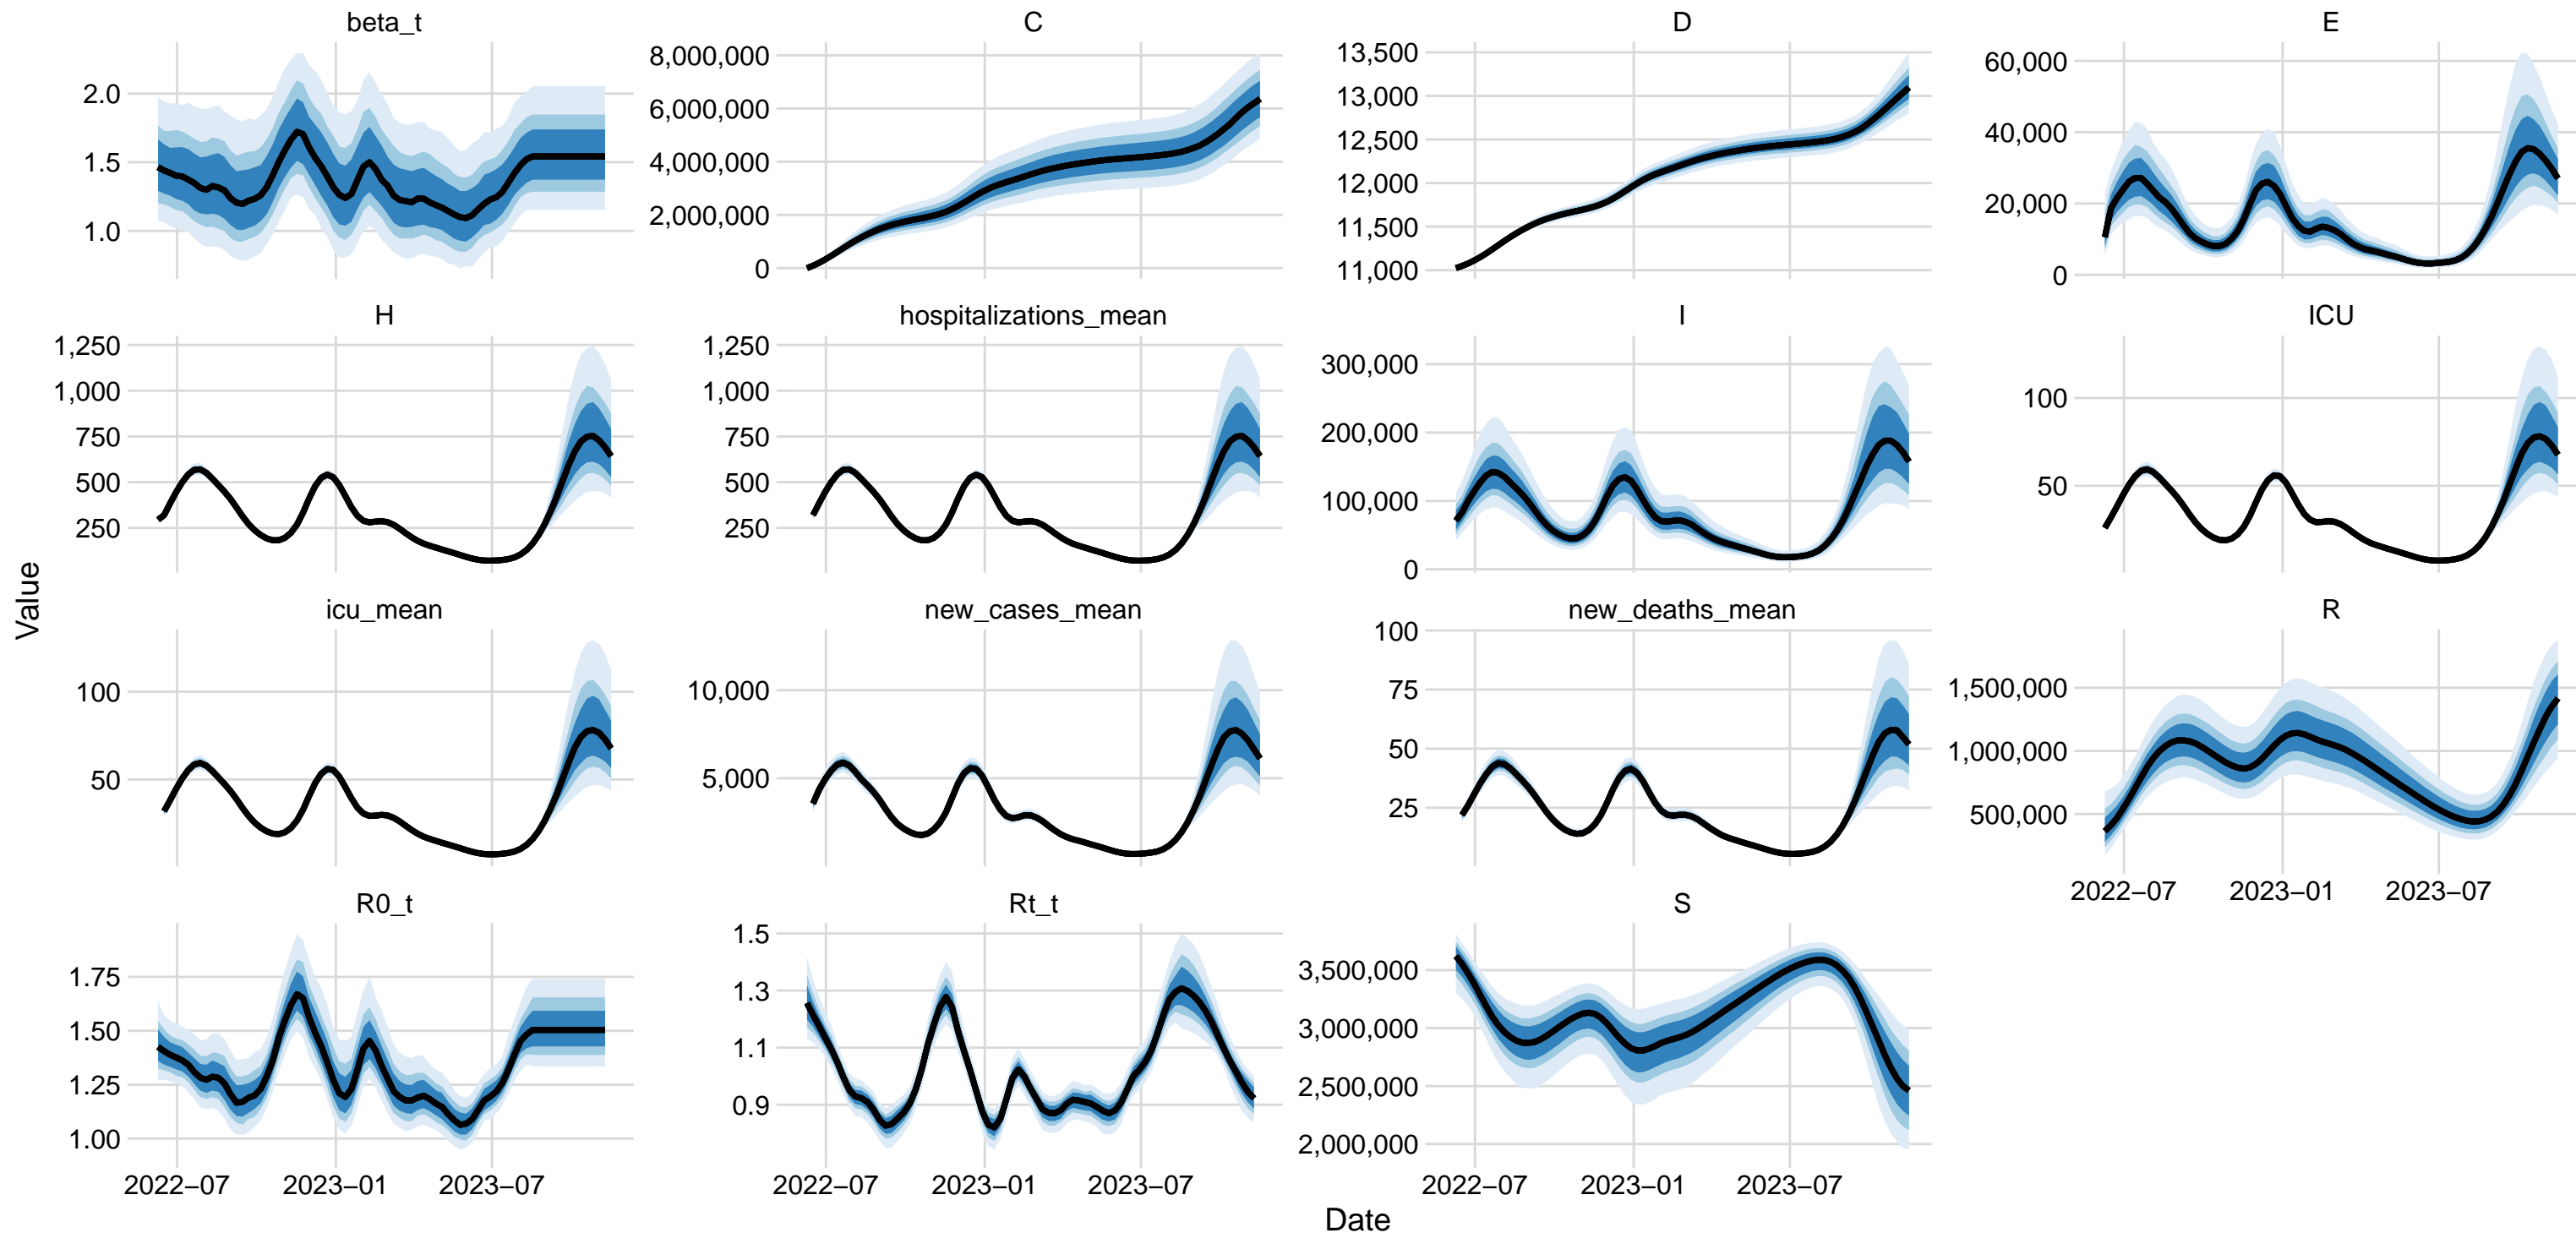 beta_t
C
D
E
2.0
1.5
1.0
8,000,000
6,000,000
4,000,000
2,000,000
0
13,500
13,000
12,500
12,000
11,500
11,000
60,000
40,000
20,000
0
H
hospitalizations_mean
I
ICU
1,250
1,000
750
500
250
1,250
1,000
750
500
250
300,000
200,000
100,000
0
100
50
Value
icu_mean
new_cases_mean
new_deaths_mean
R
100
50
10,000
5,000
100
75
50
25
1,500,000
1,000,000
500,000
2022−07 2023−01 2023−07
R0_t
Rt_t
S
1.75
1.50
1.25
1.00
1.5
1.3
1.1
0.9
3,500,000
3,000,000
2,500,000
2,000,000
2022−07 2023−01 2023−07
2022−07 2023−01 2023−07
2022−07 2023−01 2023−07
Date